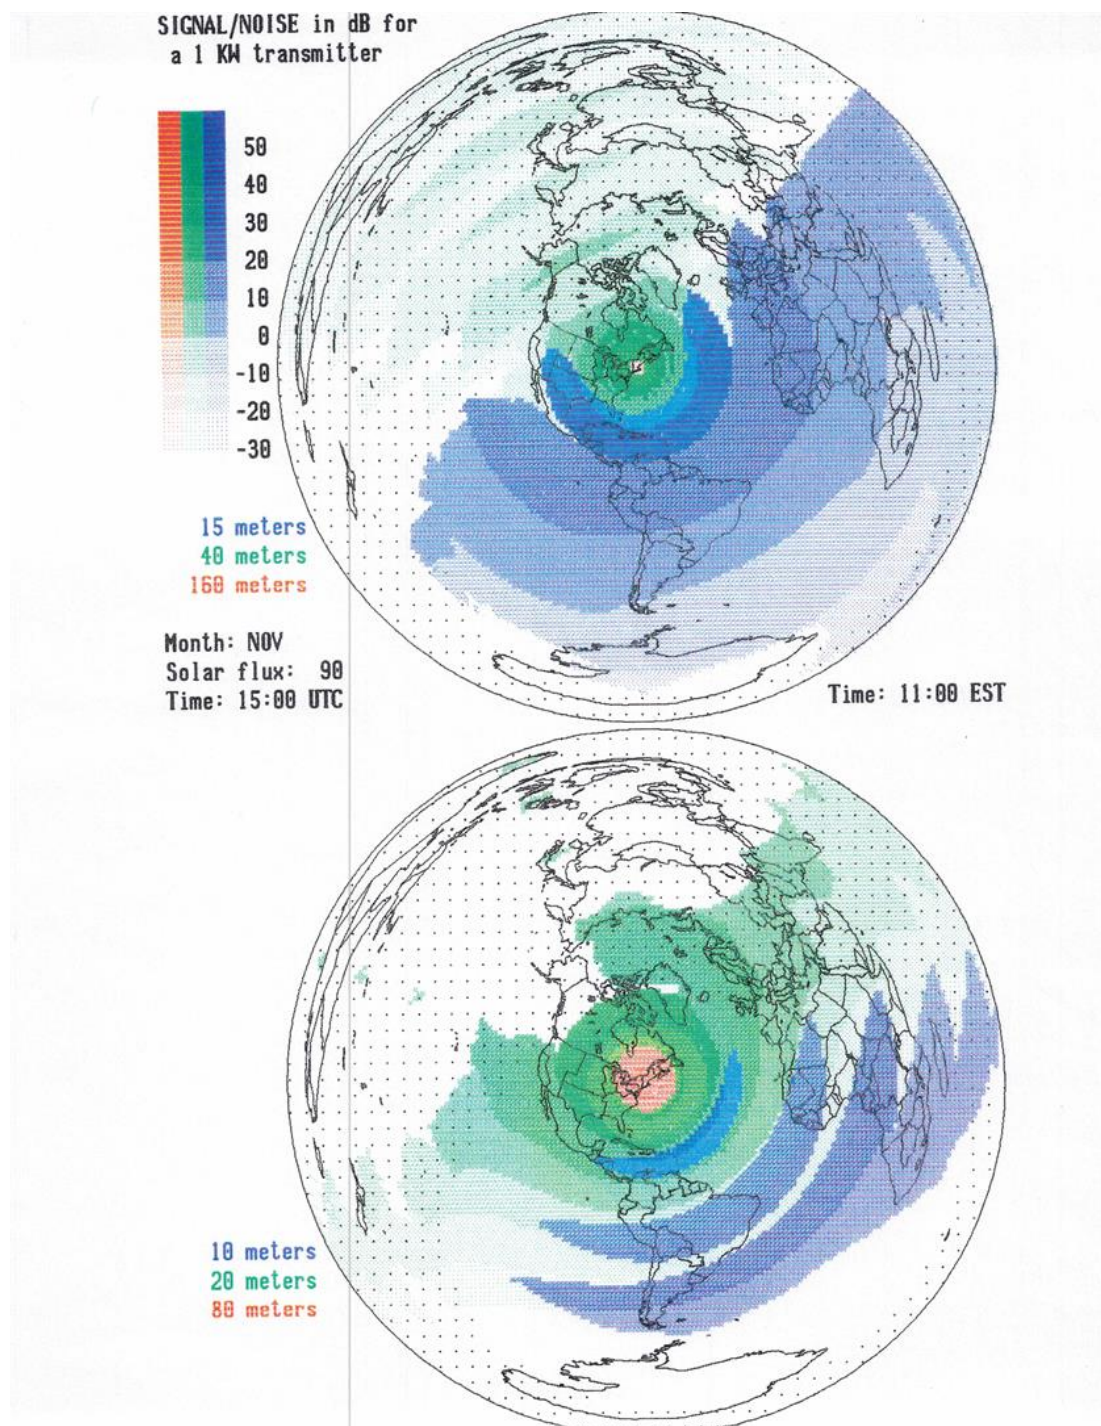 SIGNAL/NOISE in dB for
a 1 KW transmitter
50
40
30
20
10
0
-10
-20
-30
15 meters
40 meters
160 meters
Month: NOV
Solar flux: 90
Time: 15:00 UTC
Time: 11:00 EST
10 meters
20 meters
80 meters